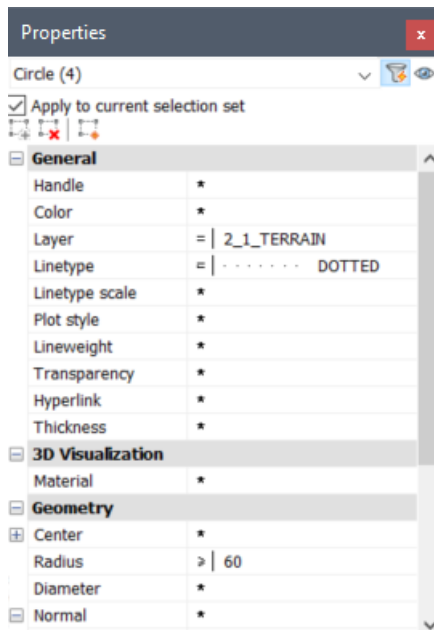 Properties x
Circle (4)
Apply to current selection set
General
Handle *
Color *
Layer = 2_1_TERRAIN
Linetype = · · · · · · · DOTTED
Linetype scale *
Plot style *
Lineweight *
Transparency *
Hyperlink *
Thickness *
3D Visualization
Material *
Geometry
Center *
Radius ⩾ 60
Diameter *
Normal *